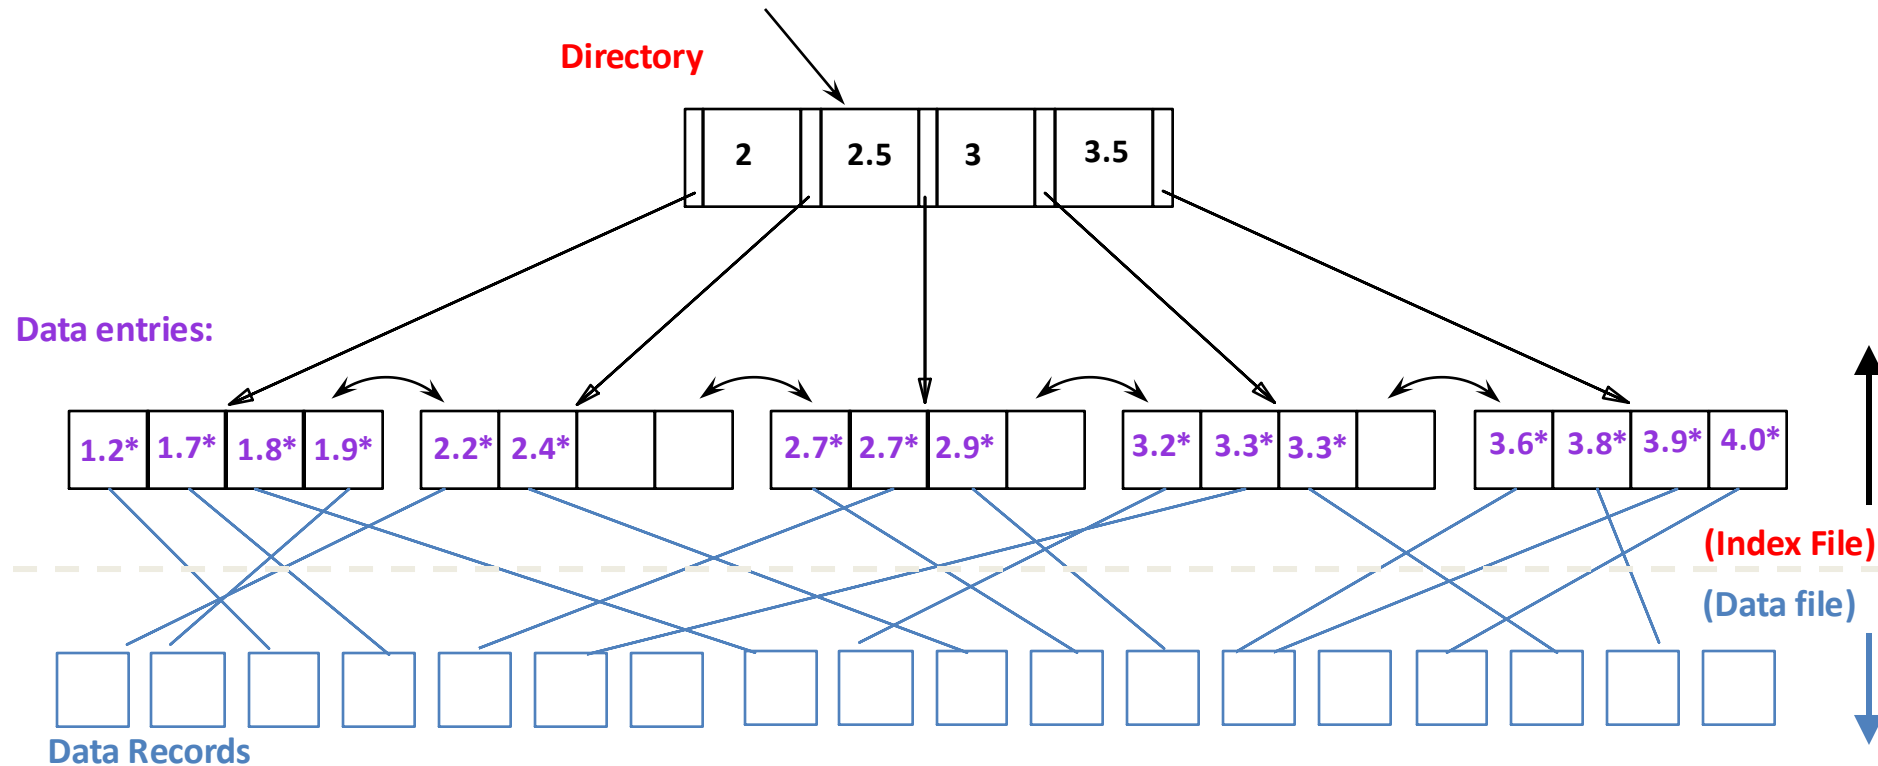 Directory
2 2.5 3 3.5
Data entries:
1.2* 1.7* 1.8* 1.9* 2.2* 2.4* 2.7* 2.7* 2.9* 3.2* 3.3* 3.3* 3.6* 3.8* 3.9* 4.0*
(Index File)
(Data file)
Data Records